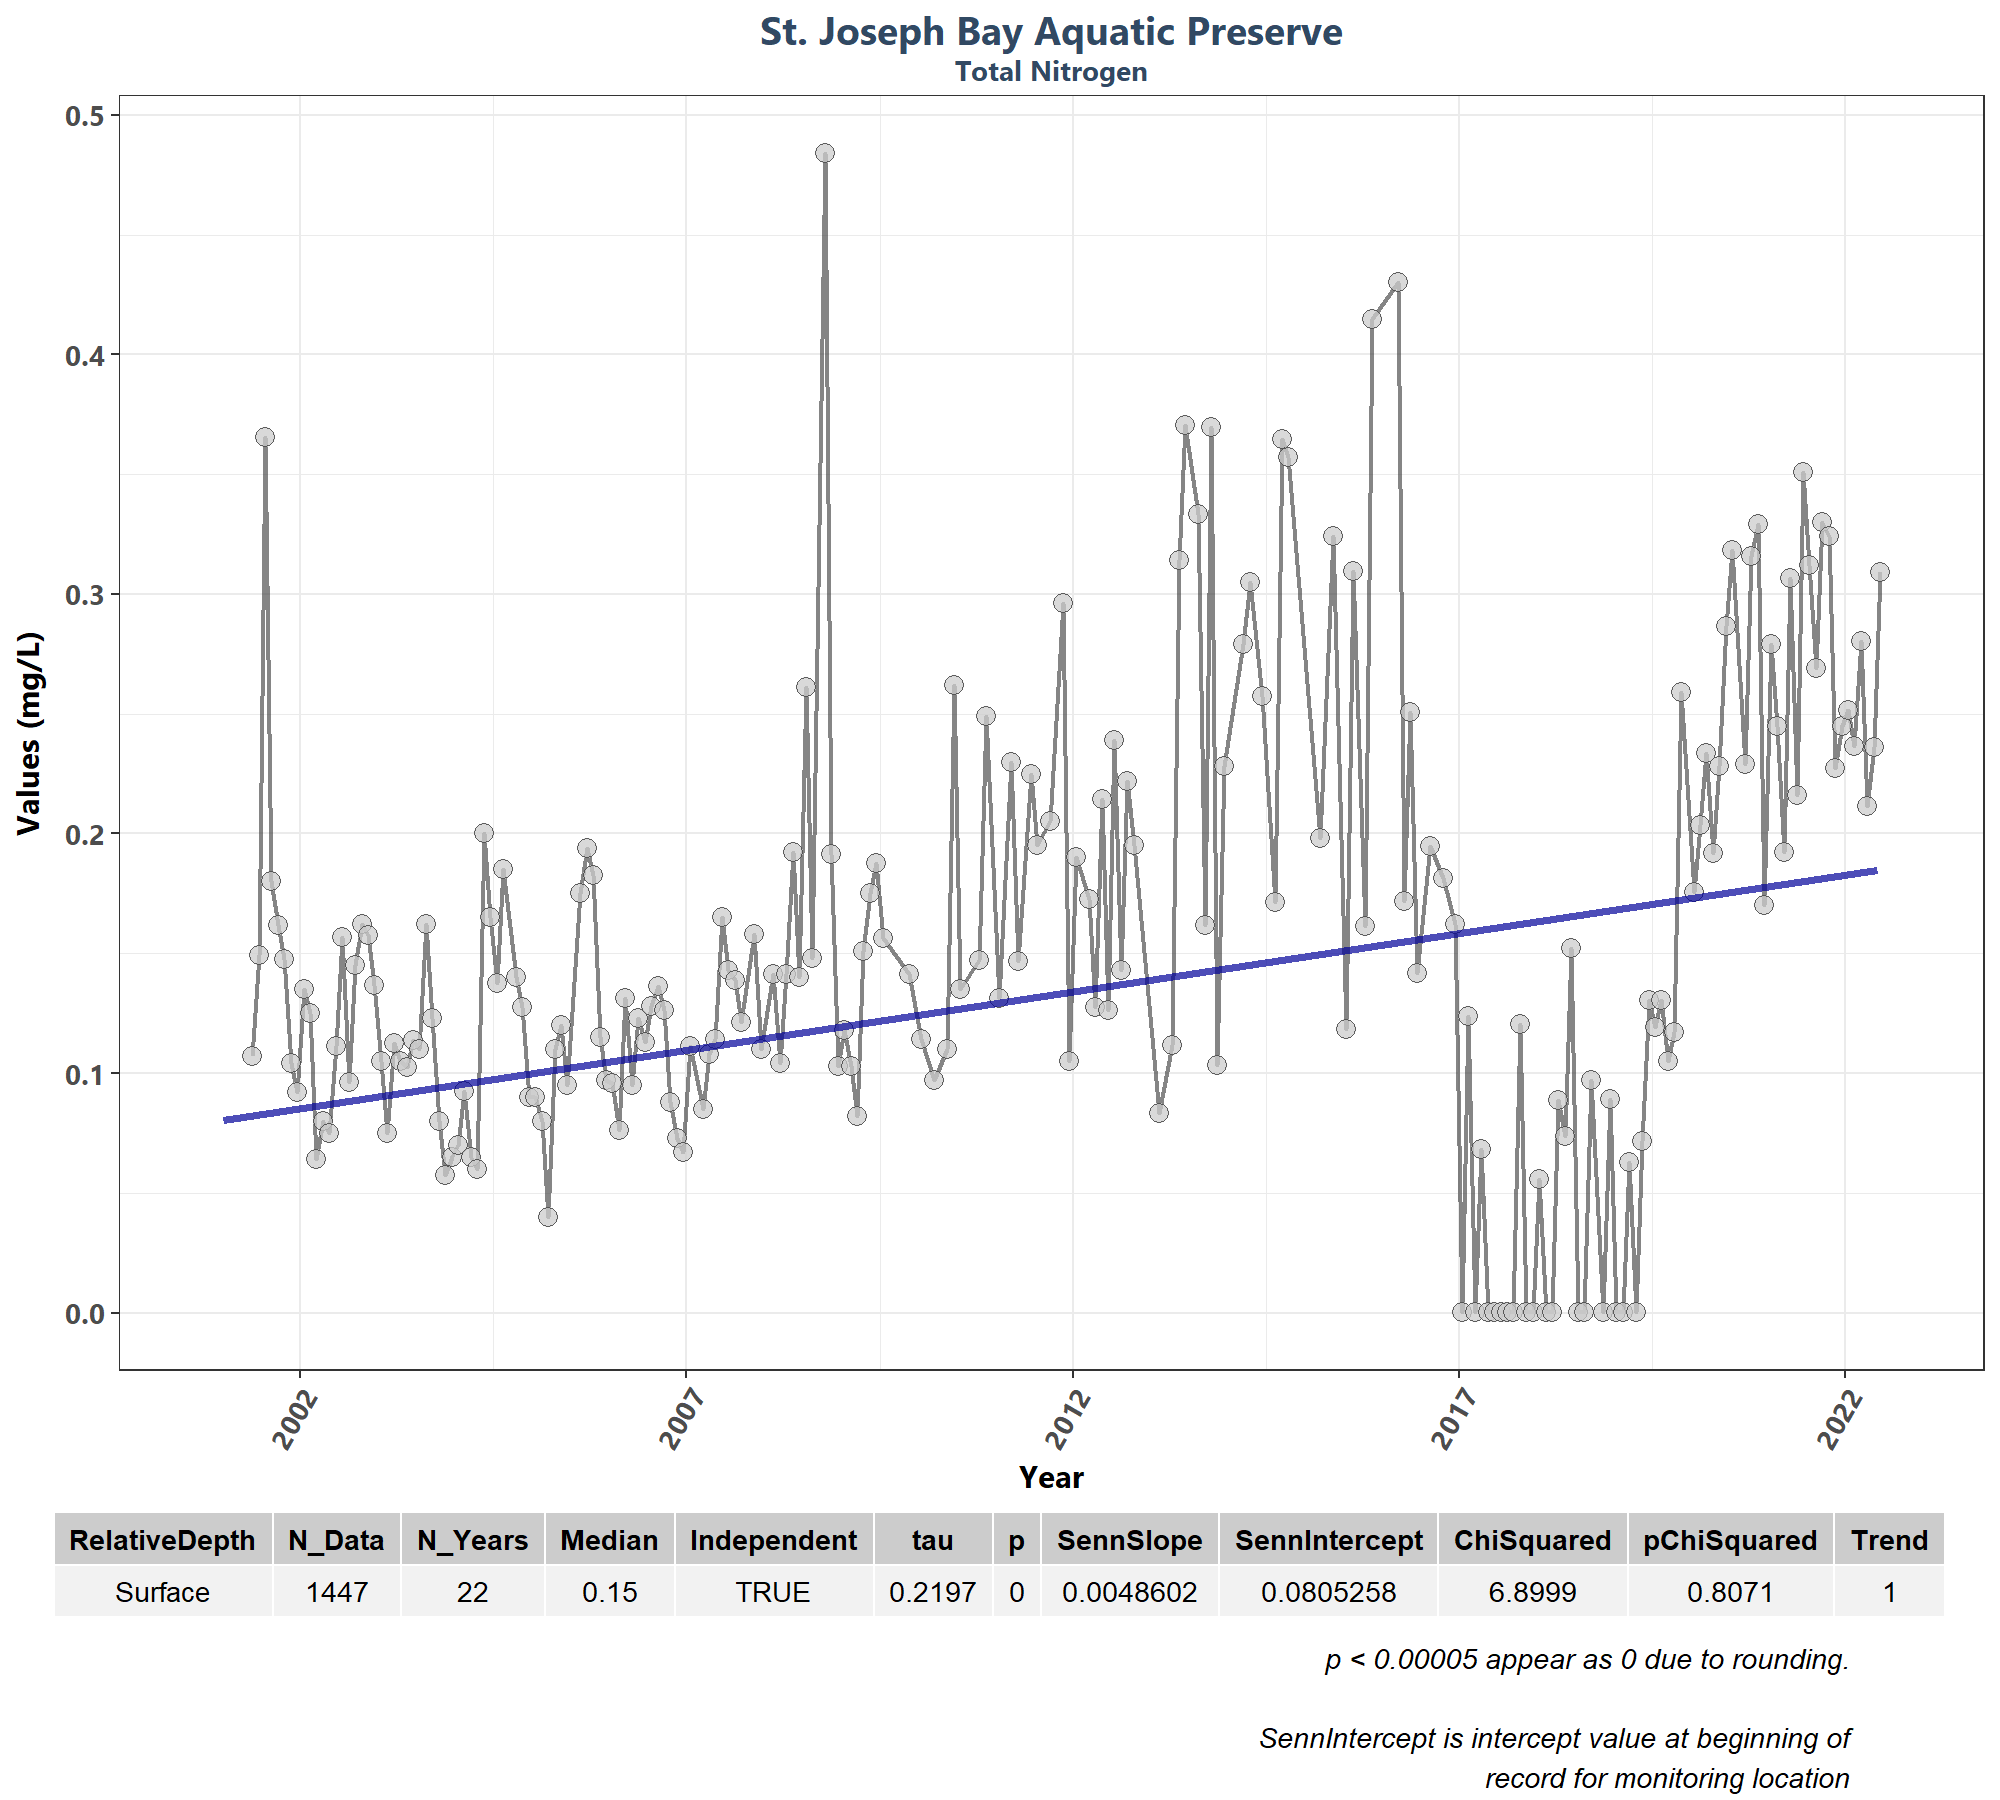 St. Joseph Bay Aquatic Preserve
Total Nitrogen
0.5
0.4
0.3
0.2
0.1
0.0
Values (mg/L)
2002 2007 2012 2017 2022
Year
RelativeDepth N_Data N_Years Median Independent tau p SennSlope SennIntercept ChiSquared pChiSquared Trend
Surface 1447 22 0.15 TRUE 0.2197 0 0.0048602 0.0805258 6.8999 0.8071 1
p < 0.00005 appear as 0 due to rounding.
SennIntercept is intercept value at beginning of
record for monitoring location